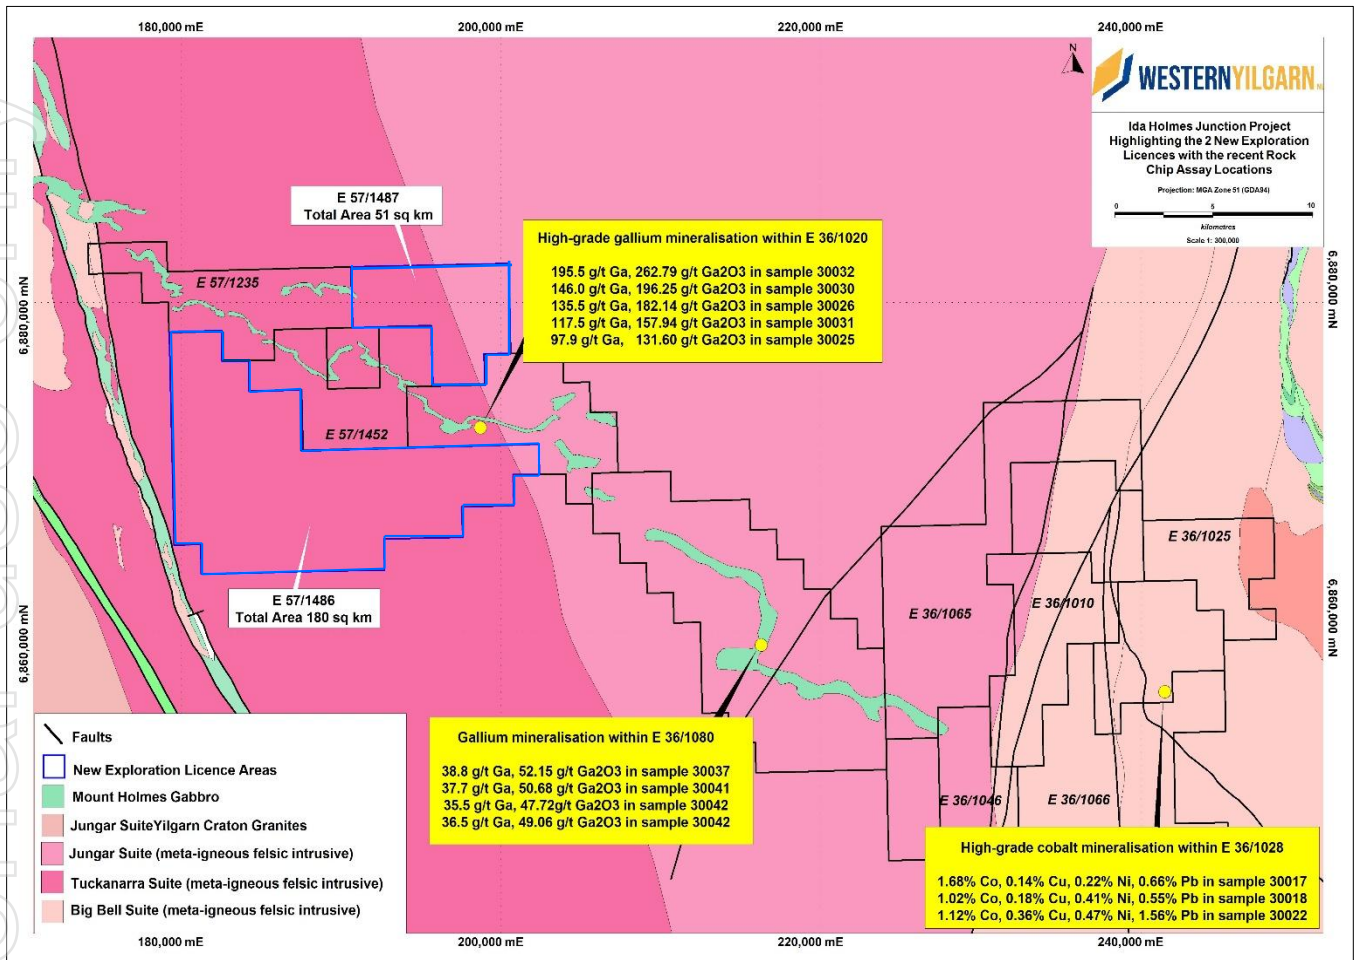 180,000 mE
200,000 mE
220,000 mE
240,000 mE
N
WESTERNYILGARN
Ida Holmes Junction Project
Highlighting the 2 New Exploration
Licences with the recent Rock
Chip Assay Locations
Projection: MGA Zone 51 (GDA94)
0 5 10
kilometres
Scale 1: 300,000
E 57/1487
Total Area 51 sq km
High-grade gallium mineralisation within E 36/1020
195.5 g/t Ga, 262.79 g/t Ga2O3 in sample 30032
146.0 g/t Ga, 196.25 g/t Ga2O3 in sample 30030
135.5 g/t Ga, 182.14 g/t Ga2O3 in sample 30026
117.5 g/t Ga, 157.94 g/t Ga2O3 in sample 30031
97.9 g/t Ga, 131.60 g/t Ga2O3 in sample 30025
6,880,000 mN
6,880,000 mN
E 57/1235
E 57/1452
E 36/1025
E 57/1486
Total Area 180 sq km
E 36/1065
E 36/1010
6,860,000 mN
6,860,000 mN
Gallium mineralisation within E 36/1080
38.8 g/t Ga, 52.15 g/t Ga2O3 in sample 30037
37.7 g/t Ga, 50.68 g/t Ga2O3 in sample 30041
35.5 g/t Ga, 47.72g/t Ga2O3 in sample 30042
36.5 g/t Ga, 49.06 g/t Ga2O3 in sample 30042
E 36/1046
E 36/1066
High-grade cobalt mineralisation within E 36/1028
1.68% Co, 0.14% Cu, 0.22% Ni, 0.66% Pb in sample 30017
1.02% Co, 0.18% Cu, 0.41% Ni, 0.55% Pb in sample 30018
1.12% Co, 0.36% Cu, 0.47% Ni, 1.56% Pb in sample 30022
Faults
New Exploration Licence Areas
Mount Holmes Gabbro
Jungar SuiteYilgarn Craton Granites
Jungar Suite (meta-igneous felsic intrusive)
Tuckanarra Suite (meta-igneous felsic intrusive)
Big Bell Suite (meta-igneous felsic intrusive)
180,000 mE
200,000 mE
220,000 mE
240,000 mE